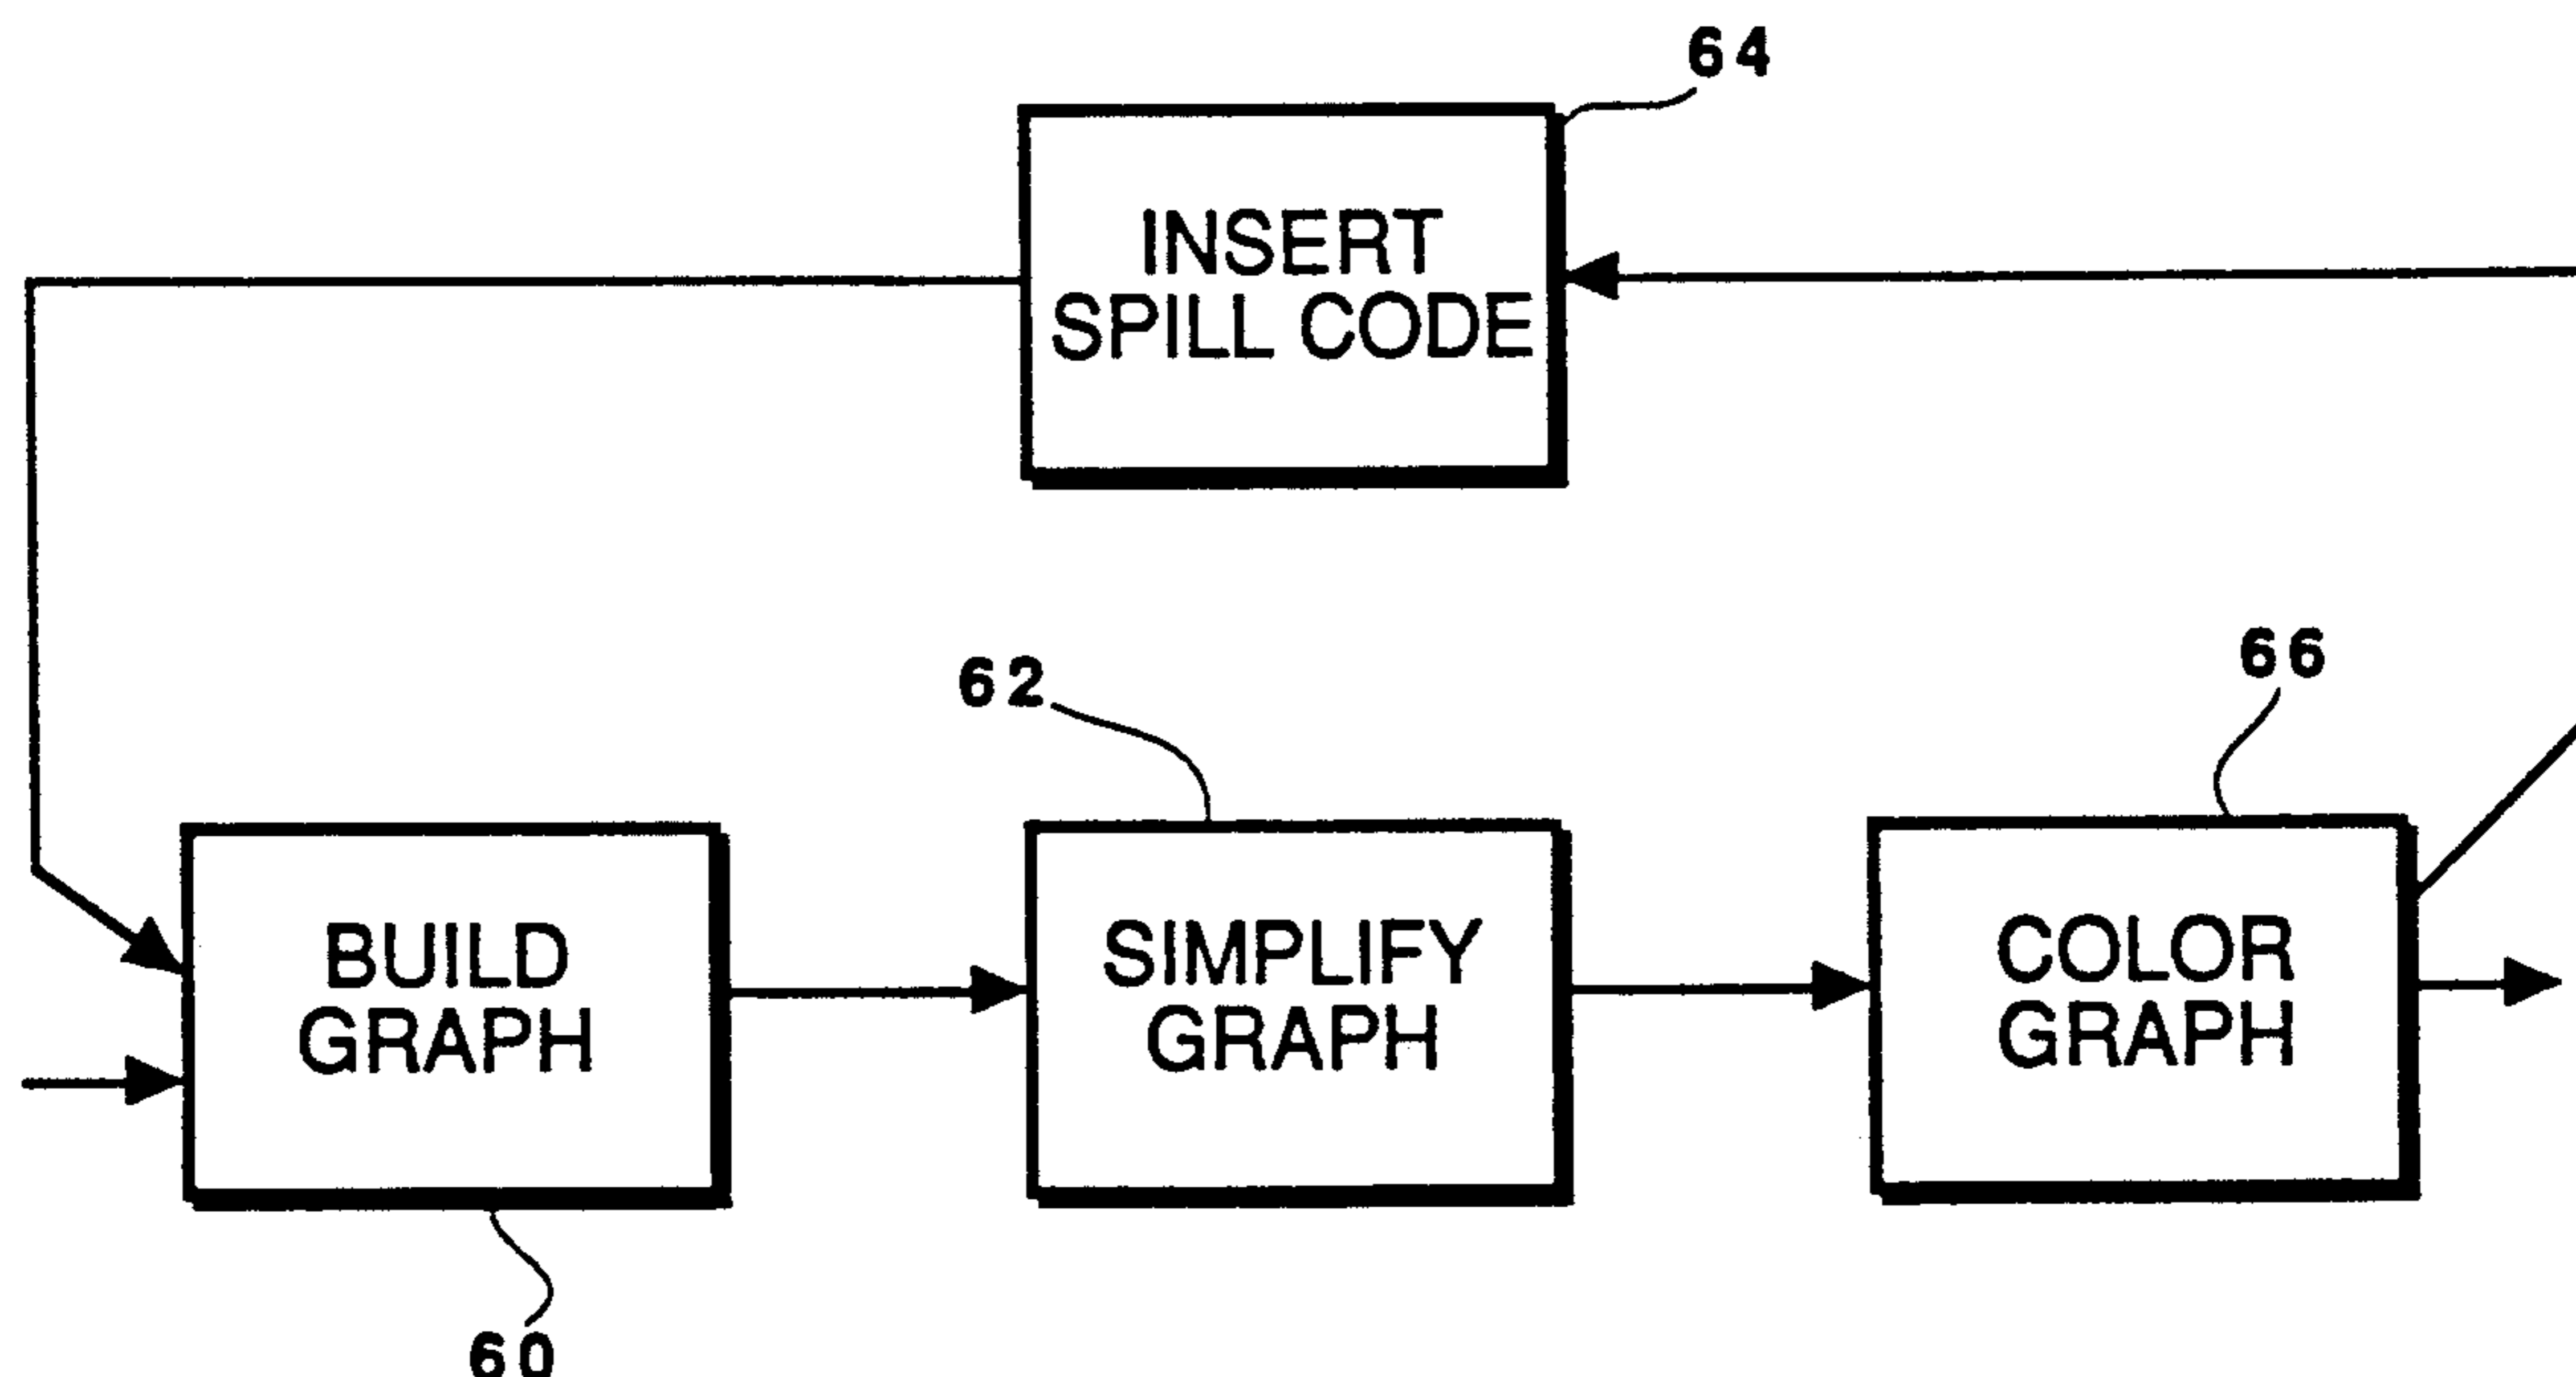 64
INSERT
SPILL CODE
62
66
BUILD
GRAPH
SIMPLIFY
GRAPH
COLOR
GRAPH
60